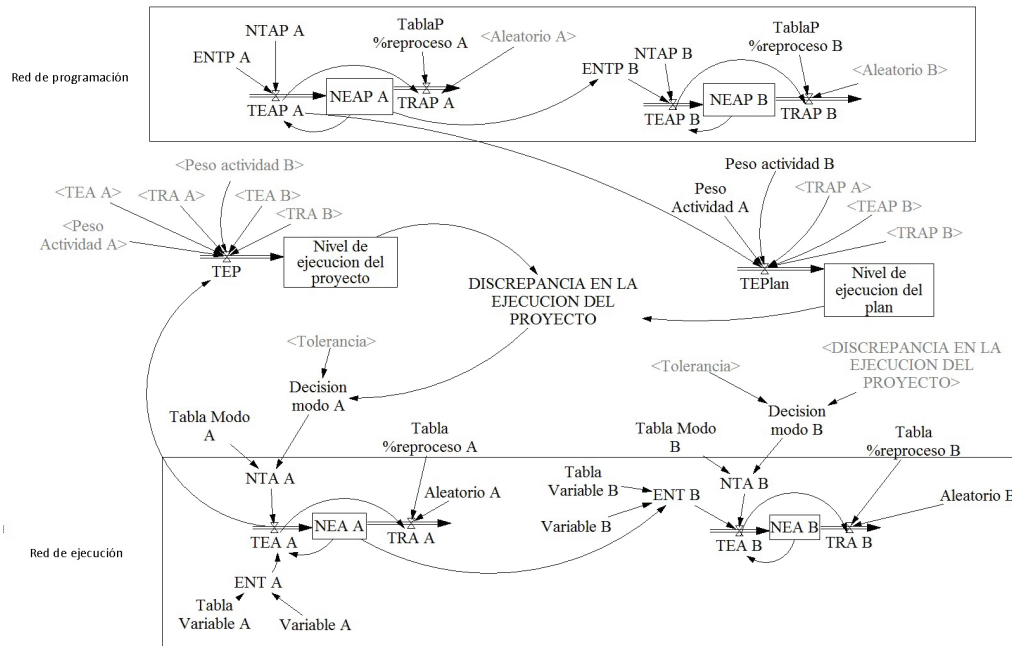 Red de programación
NTAP A
ENTP A
TEAP A
NEAP A
TablaP
%reproceso A
<Aleatorio A>
TRAP A
NTAP B
ENTP B
TEAP B
NEAP B
TablaP
%reproceso B
<Aleatorio B>
TRAP B
<Peso actividad B>
<TEA A>
<TRA A>
<TEA B>
<TRA B>
<Peso
Actividad A>
TEP
Nivel de
ejecucion del
proyecto
DISCREPANCIA EN LA
EJECUCION DEL
PROYECTO
Peso actividad B
Peso
Actividad A
<TRAP A>
<TEAP B>
<TRAP B>
TEPlan
Nivel de
ejecucion del
plan
<Tolerancia>
Decision
modo A
Tabla Modo
A
NTA A
Tabla
%reproceso A
Aleatorio A
TEA A
NEA A
TRA A
ENT A
Tabla
Variable A
Variable A
<Tolerancia>
<DISCREPANCIA EN LA
EJECUCION DEL
PROYECTO>
Decision
modo B
Tabla Modo
B
NTA B
Tabla
Variable B
Variable B
ENT B
Tabla
%reproceso B
Aleatorio B
TEA B
NEA B
TRA B
Red de ejecución